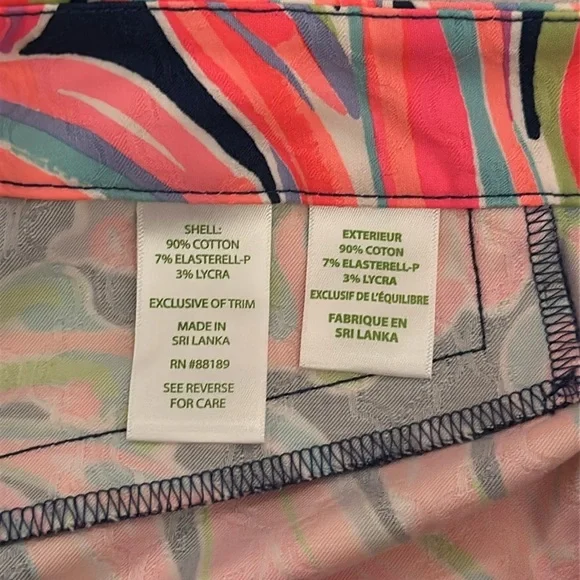 SHELL:
90% COTTON
7% ELASTERELL-P
3% LYCRA
EXCLUSIVE OF TRIM
MADE IN
SRI LANKA
RN #88189
SEE REVERSE
FOR CARE
EXTERIEUR
90% COTON
7% ELASTERELL-P
3% LYCRA
EXCLUSIF DE L'ÉQUILIBRE
FABRIQUE EN
SRI LANKA